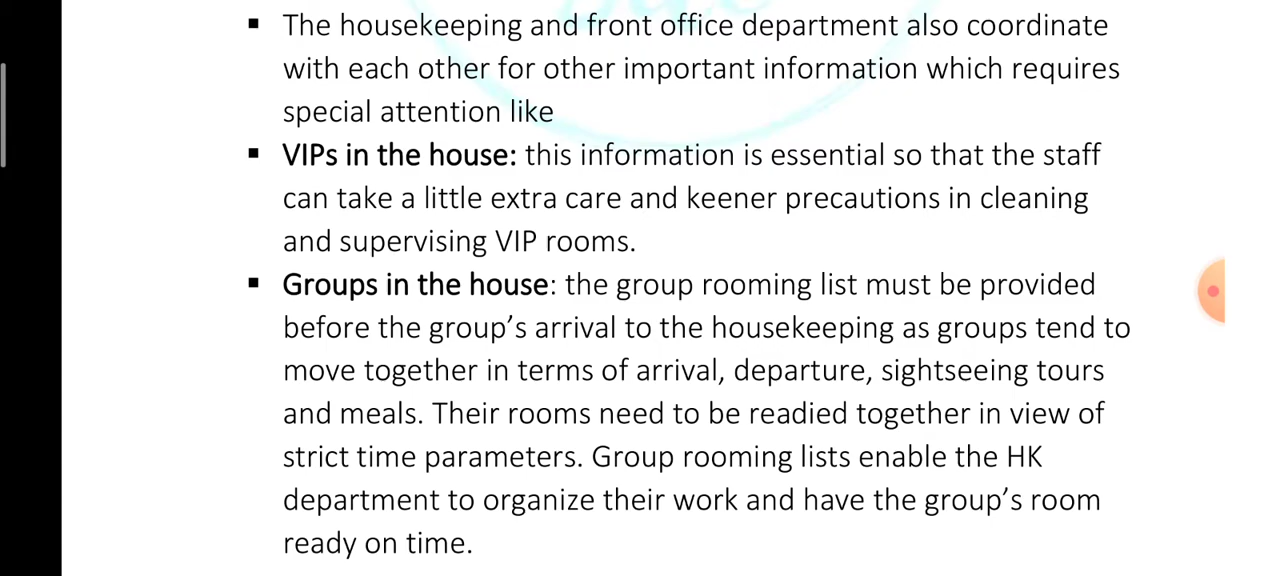 ▪ The housekeeping and front office department also coordinate
with each other for other important information which requires
special attention like
▪ VIPs in the house: this information is essential so that the staff
can take a little extra care and keener precautions in cleaning
and supervising VIP rooms.
▪ Groups in the house: the group rooming list must be provided
before the group's arrival to the housekeeping as groups tend to
move together in terms of arrival, departure, sightseeing tours
and meals. Their rooms need to be readied together in view of
strict time parameters. Group rooming lists enable the HK
department to organize their work and have the group's room
ready on time.